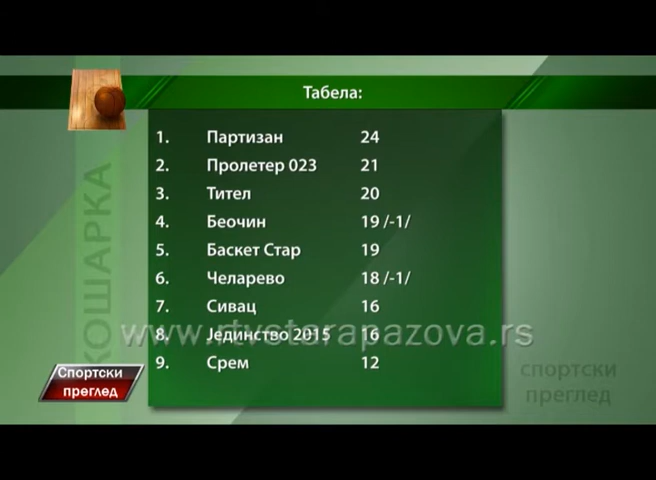 Табела:
1. Партизан 24
2. Пролетер 023 21
3. Тител 20
4. Беочин 19 /-1/
5. Баскет Стар 19
6. Челарево 18 /-1/
7. Сивац 16
www.rtvstarapazova.rs
8. Јединство 2015 16
9. Срем 12
КОШАРКА
Спортски
преглед
спортски
преглед